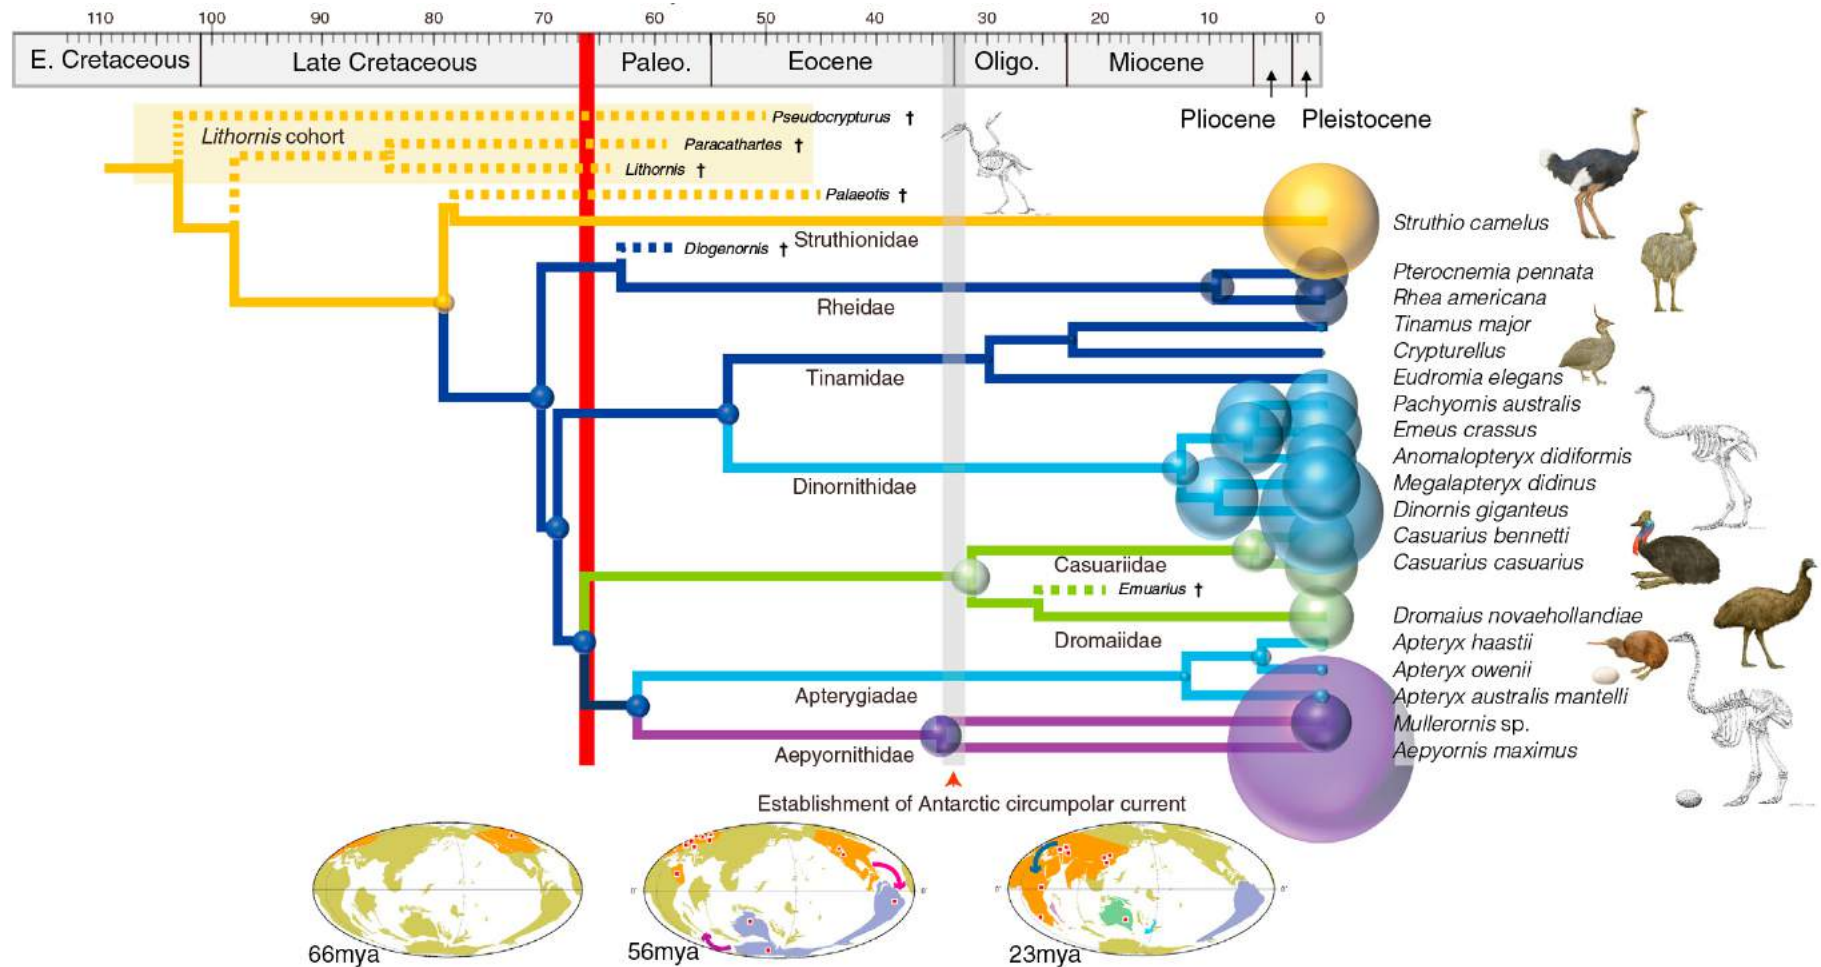 110 100 90 80 70 60 50 40 30 20 10 0
E. Cretaceous Late Cretaceous Paleo. Eocene Oligo. Miocene
Pliocene Pleistocene
Pseudocrypturus †
Lithornis cohort
Paracathartes †
Lithornis †
Palaeotis †
Struthio camelus
Struthionidae
Diogenornis †
Pterocnemia pennata
Rhea americana
Rheidae
Tinamus major
Crypturellus
Tinamidae
Eudromia elegans
Pachyornis australis
Emeus crassus
Anomalopteryx didiformis
Dinornithidae
Megalapteryx didinus
Dinornis giganteus
Casuarius bennetti
Casuariidae
Casuarius casuarius
Emuarius †
Dromaius novaehollandiae
Dromaiidae
Apteryx haastii
Apteryx owenii
Apterygiadae
Apteryx australis mantelli
Mullerornis sp.
Aepyornithidae
Aepyornis maximus
Establishment of Antarctic circumpolar current
66mya
56mya
23mya